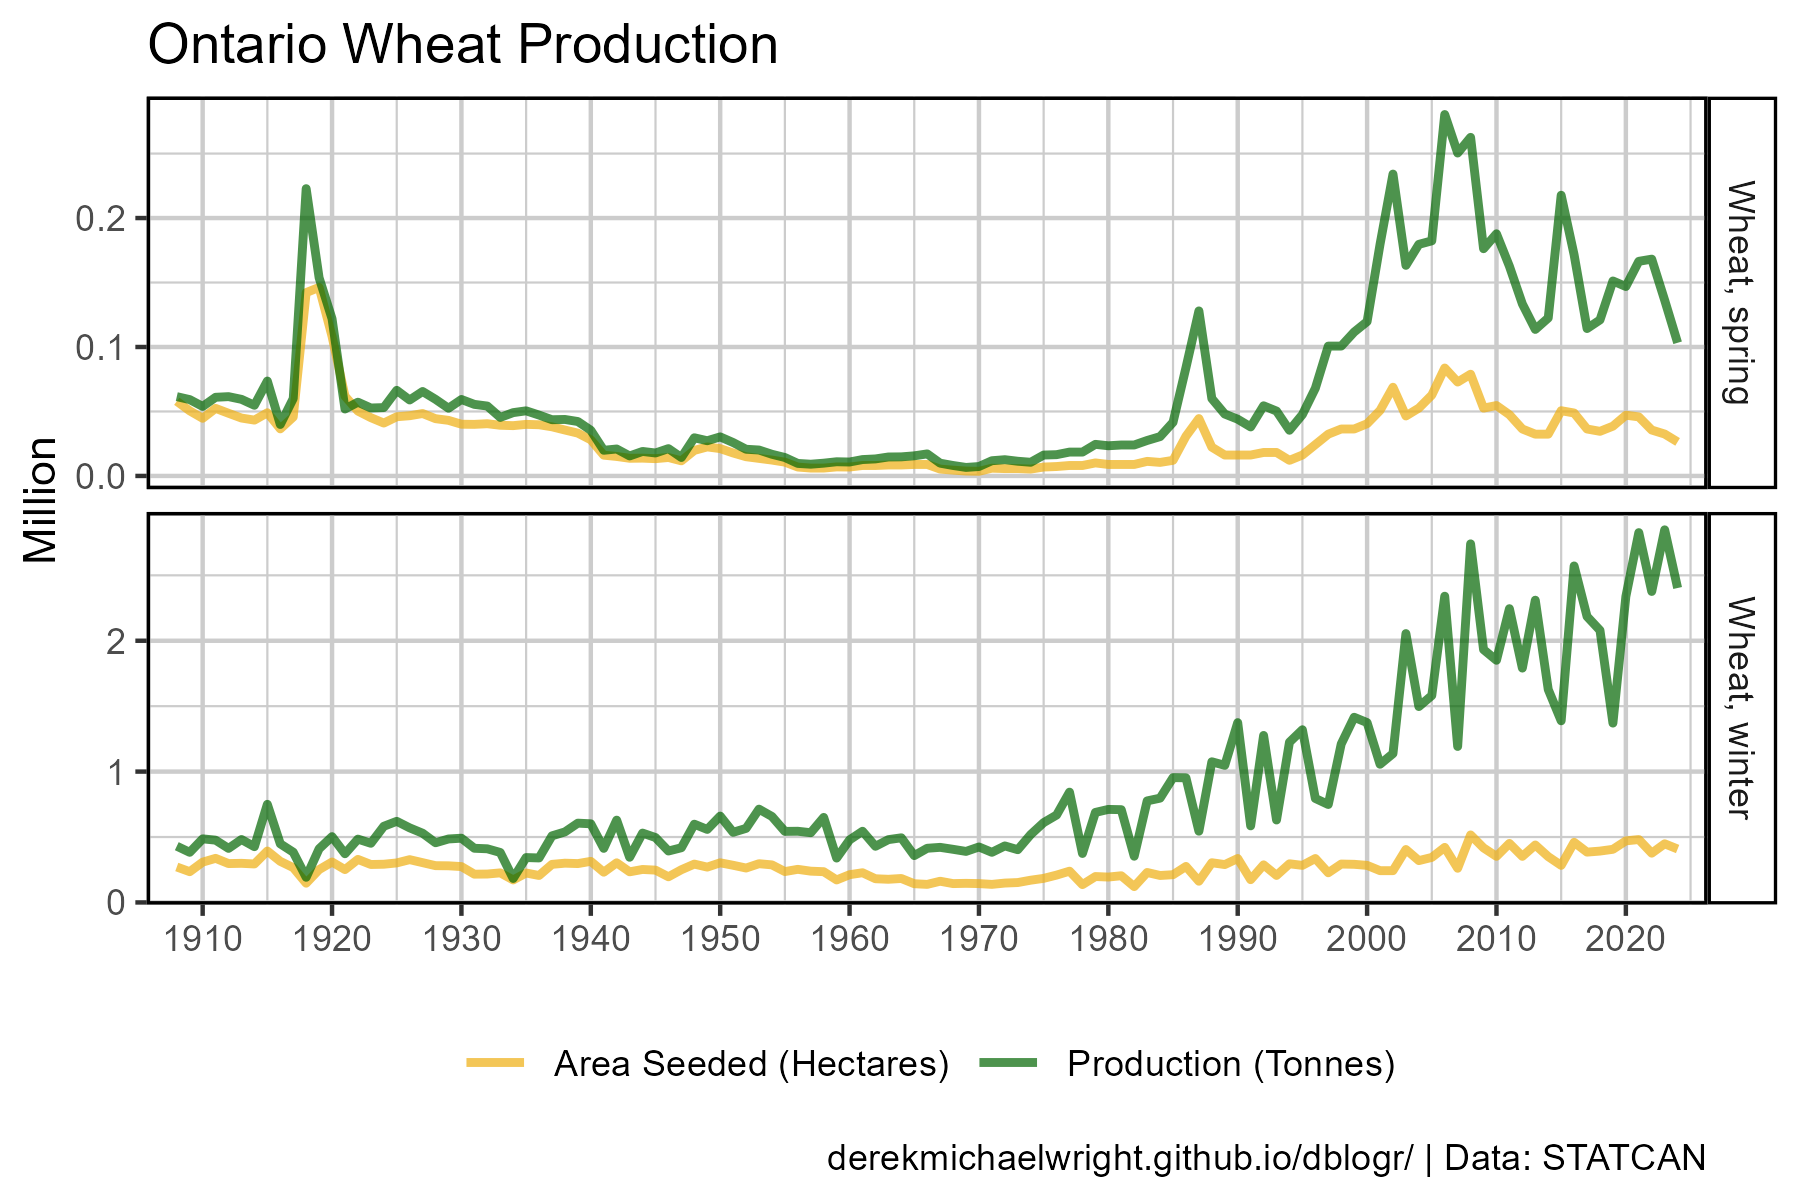 Ontario Wheat Production
Million
0.2
0.1
0.0
Wheat, spring
2
1
0
Wheat, winter
1910 1920 1930 1940 1950 1960 1970 1980 1990 2000 2010 2020
Area Seeded (Hectares) Production (Tonnes)
derekmichaelwright.github.io/dblogr/ | Data: STATCAN